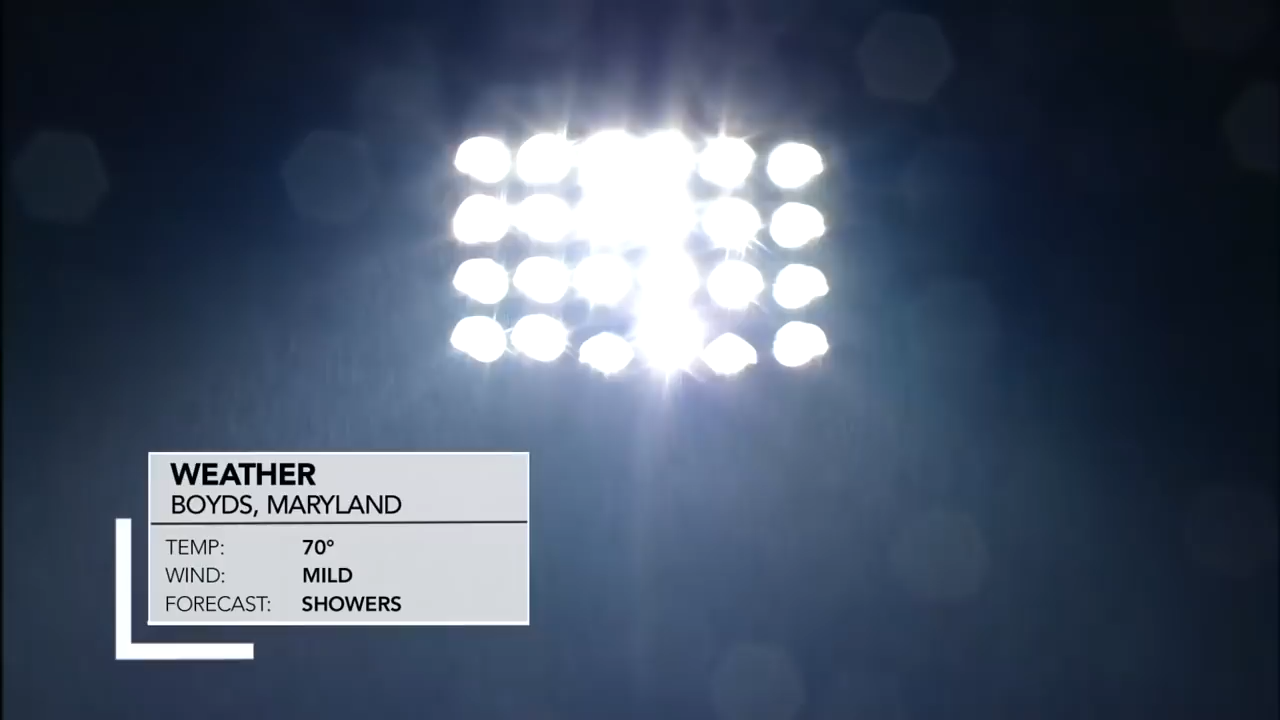 WEATHER
BOYDS, MARYLAND
TEMP: 70°
WIND: MILD
FORECAST: SHOWERS